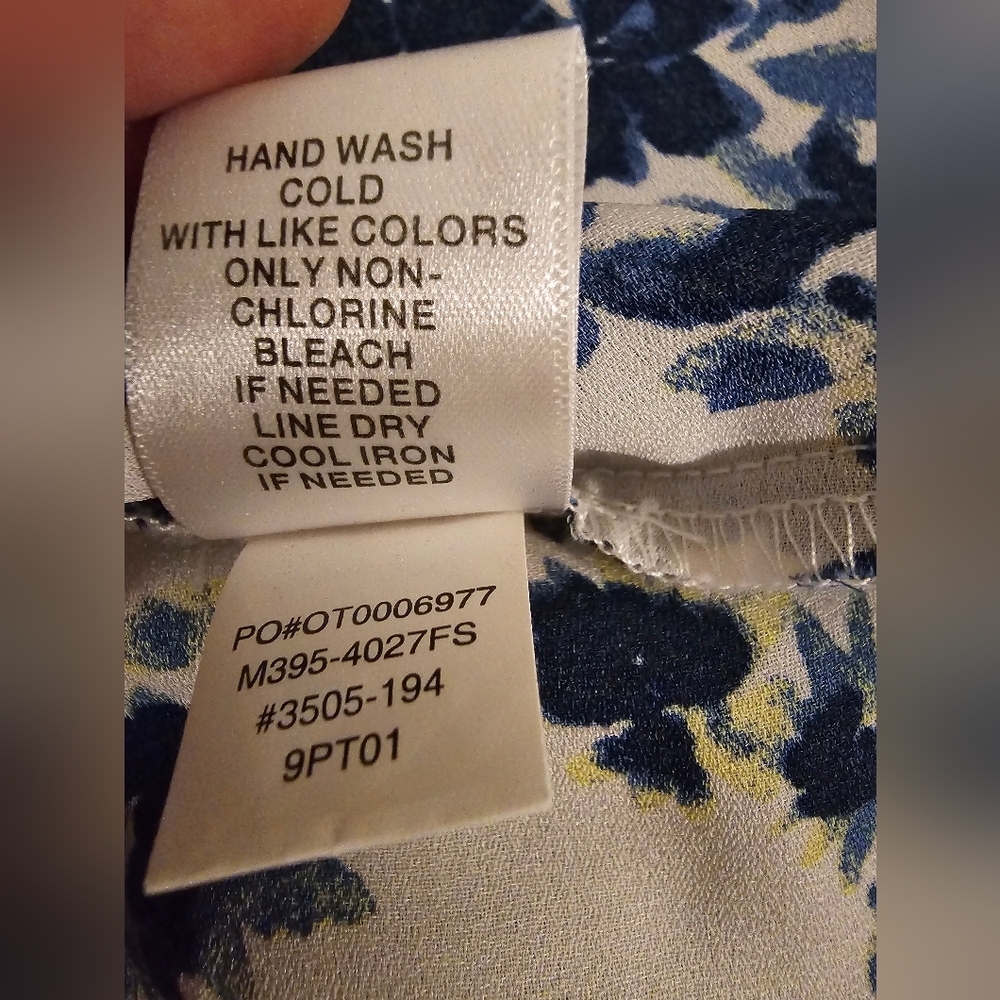 HAND WASH
COLD
WITH LIKE COLORS
ONLY NON-
CHLORINE
BLEACH
IF NEEDED
LINE DRY
COOL IRON
IF NEEDED
PO#OT0006977
M395-4027FS
#3505-194
9PT01